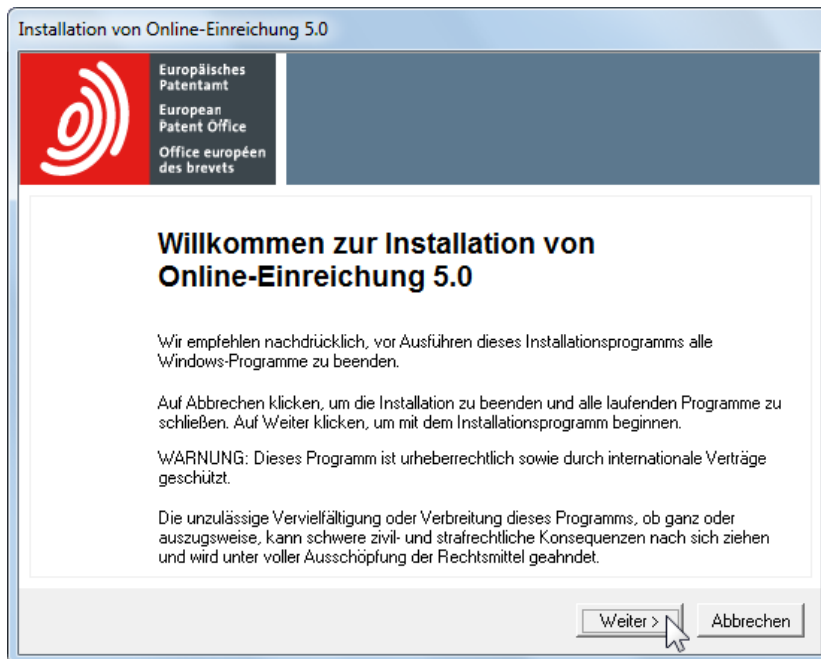 Installation von Online-Einreichung 5.0
Europäisches
Patentamt
European
Patent Office
Office européen
des brevets
Willkommen zur Installation von
Online-Einreichung 5.0
Wir empfehlen nachdrücklich, vor Ausführen dieses Installationsprogramms alle
Windows-Programme zu beenden.
Auf Abbrechen klicken, um die Installation zu beenden und alle laufenden Programme zu
schließen. Auf Weiter klicken, um mit dem Installationsprogramm beginnen.
WARNUNG: Dieses Programm ist urheberrechtlich sowie durch internationale Verträge
geschützt.
Die unzulässige Vervielfältigung oder Verbreitung dieses Programms, ob ganz oder
auszugsweise, kann schwere zivil- und strafrechtliche Konsequenzen nach sich ziehen
und wird unter voller Ausschöpfung der Rechtsmittel geahndet.
Weiter > Abbrechen